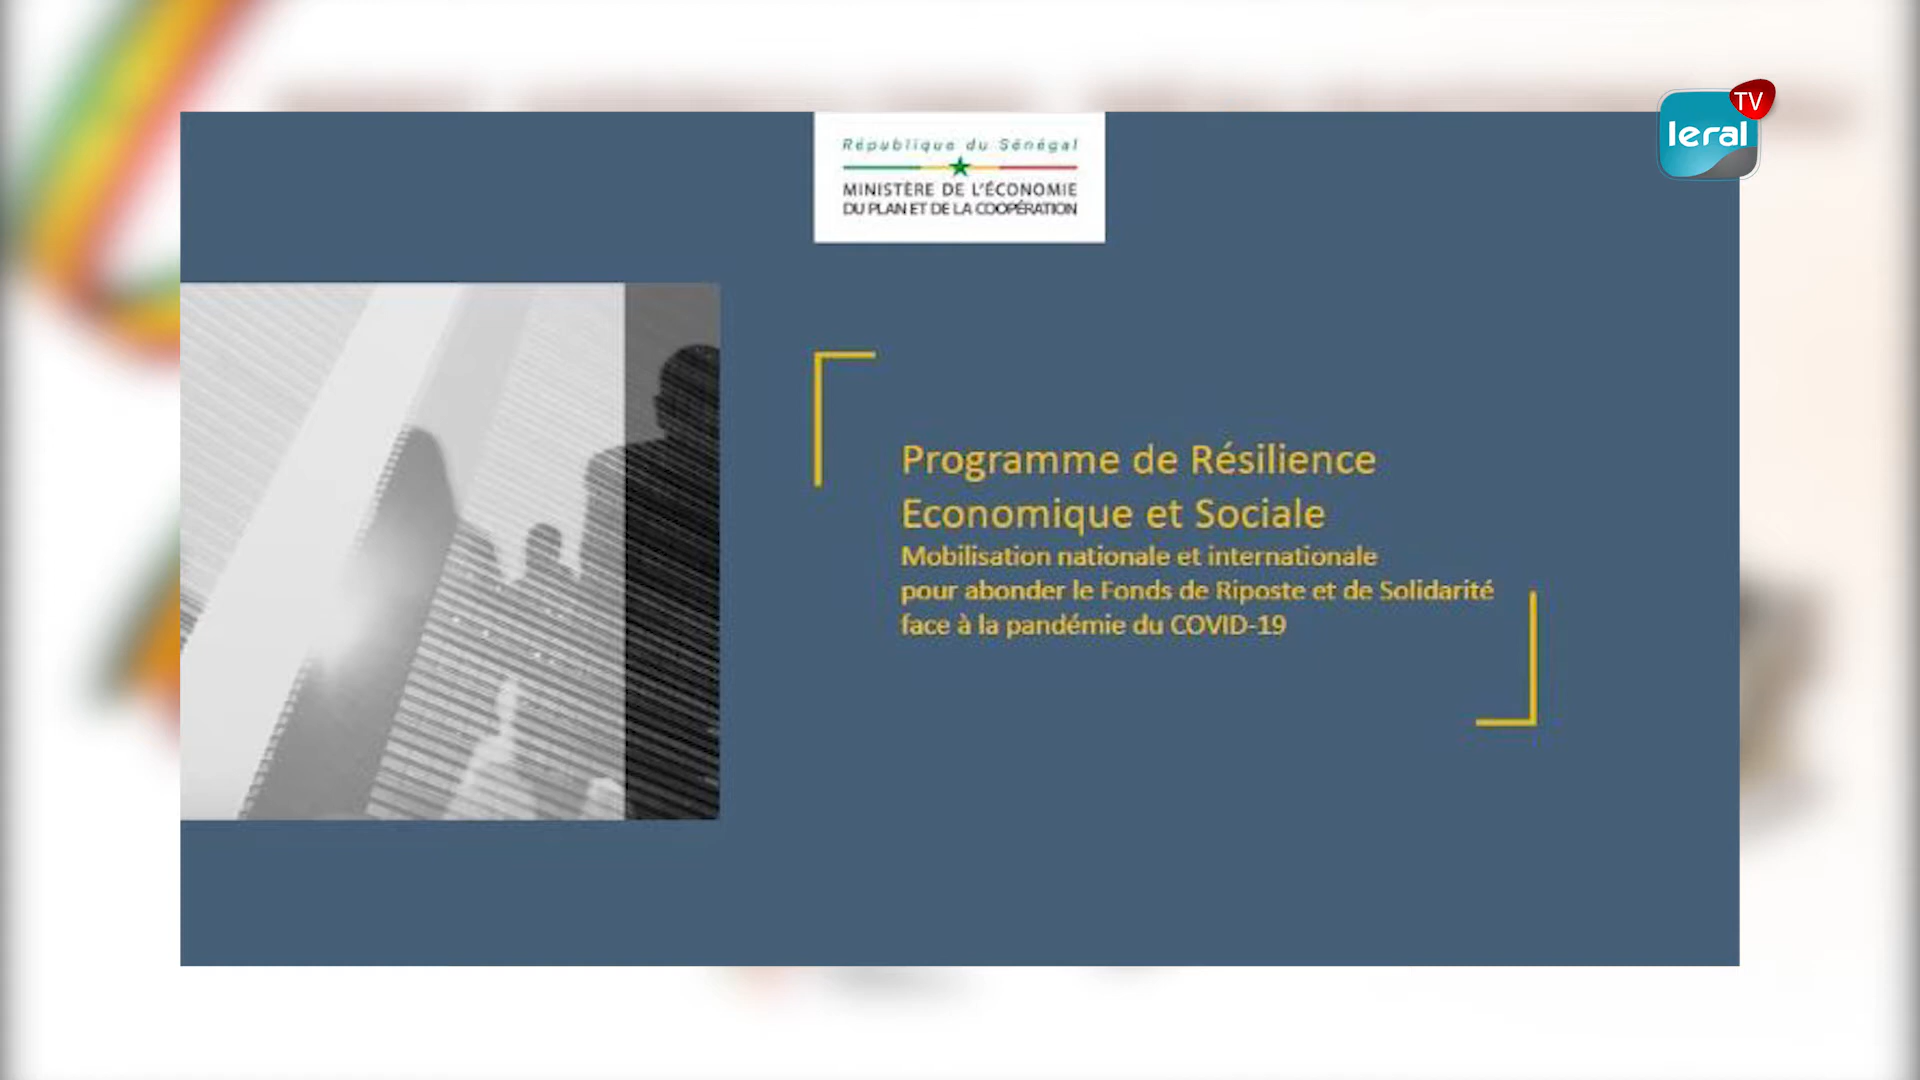 TV
leral
République du Sénégal
MINISTÈRE DE L'ÉCONOMIE
DU PLAN ET DE LA COOPÉRATION
Programme de Résilience
Economique et Sociale
Mobilisation nationale et internationale
pour abonder le Fonds de Riposte et de Solidarité
face à la pandémie du COVID-19